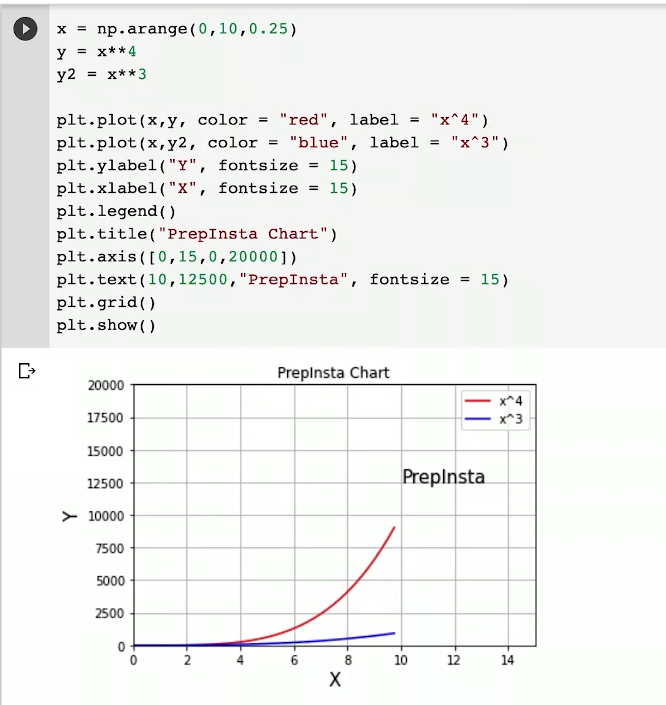 x = np.arange(0,10,0.25)
y = x**4
y2 = x**3
plt.plot(x,y, color = "red", label = "x^4")
plt.plot(x,y2, color = "blue", label = "x^3")
plt.ylabel("Y", fontsize = 15)
plt.xlabel("X", fontsize = 15)
plt.legend()
plt.title("PrepInsta Chart")
plt.axis([0,15,0,20000])
plt.text(10,12500,"PrepInsta", fontsize = 15)
plt.grid()
plt.show()
PrepInsta Chart
20000
x^4
17500
x^3
15000
12500
PrepInsta
Y
10000
7500
5000
2500
0
0 2 4 6 8 10 12 14
X